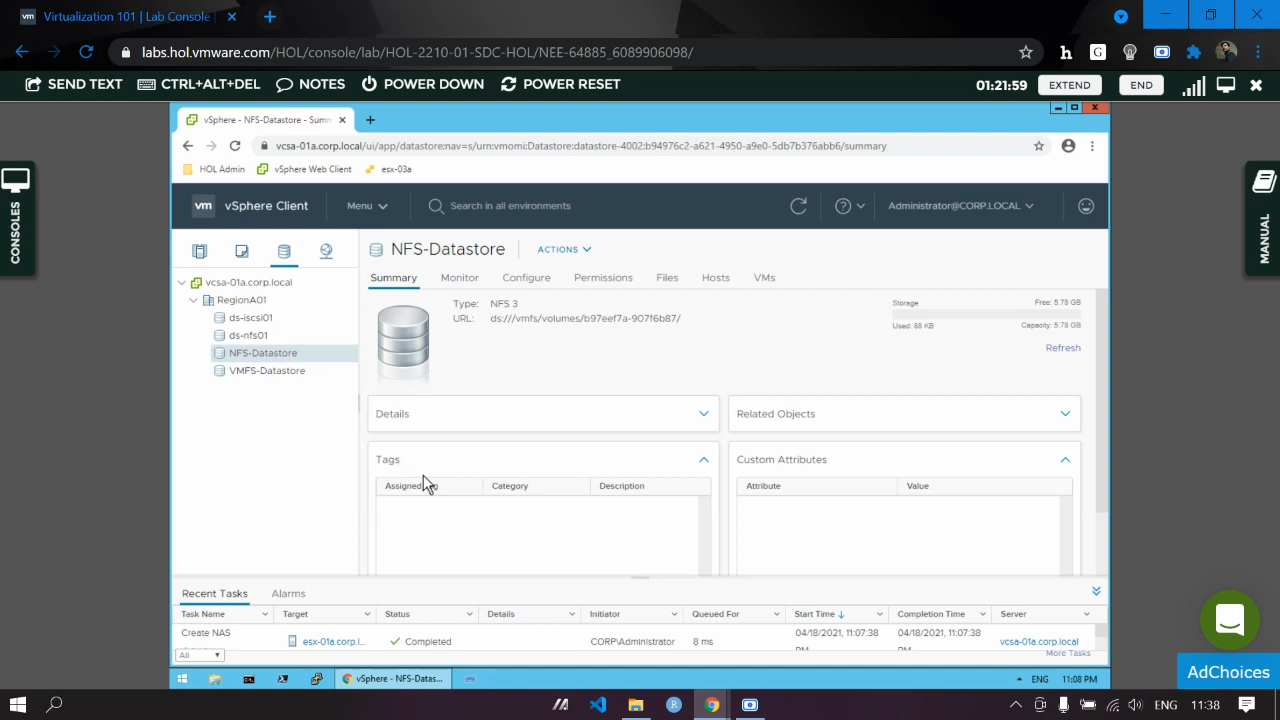 vm Virtualization 101 | Lab Console
labs.hol.vmware.com/HOL/console/lab/HOL-2210-01-SDC-HOL/NEE-64885_6089906098/
h G
SEND TEXT CTRL+ALT+DEL NOTES POWER DOWN POWER RESET 01:21:59 EXTEND END
CONSOLES
MANUAL
vSphere - NFS-Datastore - Summ
vcsa-01a.corp.local/ui/app/datastore;nav=s/urn:vmomi:Datastore:datastore-4002:b94976c2-a621-4950-a9e0-5db7b376abb6/summary
HOL Admin vSphere Web Client esx-03a
vm vSphere Client Menu Search in all environments Administrator@CORP.LOCAL
vcsa-01a.corp.local
RegionA01
ds-iscsi01
ds-nfs01
NFS-Datastore
VMFS-Datastore
NFS-Datastore ACTIONS
Summary Monitor Configure Permissions Files Hosts VMs
Type: NFS 3
URL: ds:///vmfs/volumes/b97eef7a-907f6b87/
Storage Free: 5.78 GB
Used: 88 KB Capacity: 5.78 GB
Refresh
Details
Related Objects
Tags
Assigned Category Description
Custom Attributes
Attribute Value
Recent Tasks Alarms
Task Name Target Status Details Initiator Queued For Start Time Completion Time Server
Create NAS esx-01a.corp.l... Completed CORP\Administrator 8 ms 04/18/2021, 11:07:38 04/18/2021, 11:07:38 vcsa-01a.corp.local
All More Tasks
vSphere - NFS-Datas... ENG 11:08 PM
AdChoices
R ENG 11:38